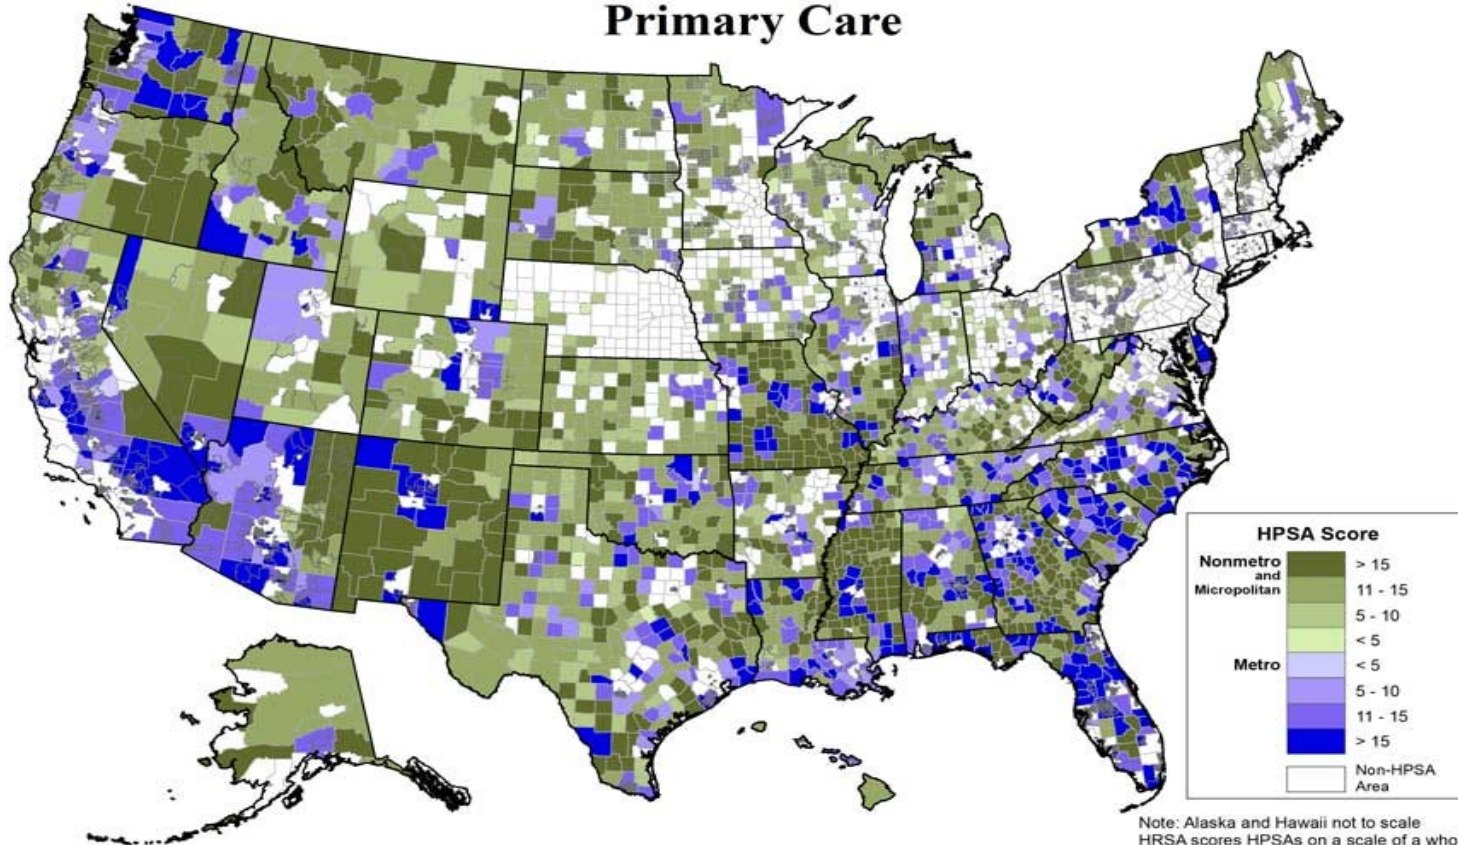 Primary Care
HPSA Score
Nonmetro
and
Micropolitan
> 15
11 - 15
5 - 10
< 5
Metro
< 5
5 - 10
11 - 15
> 15
Non-HPSA
Area
Note: Alaska and Hawaii not to scale
HRSA scores HPSAs on a scale of a who